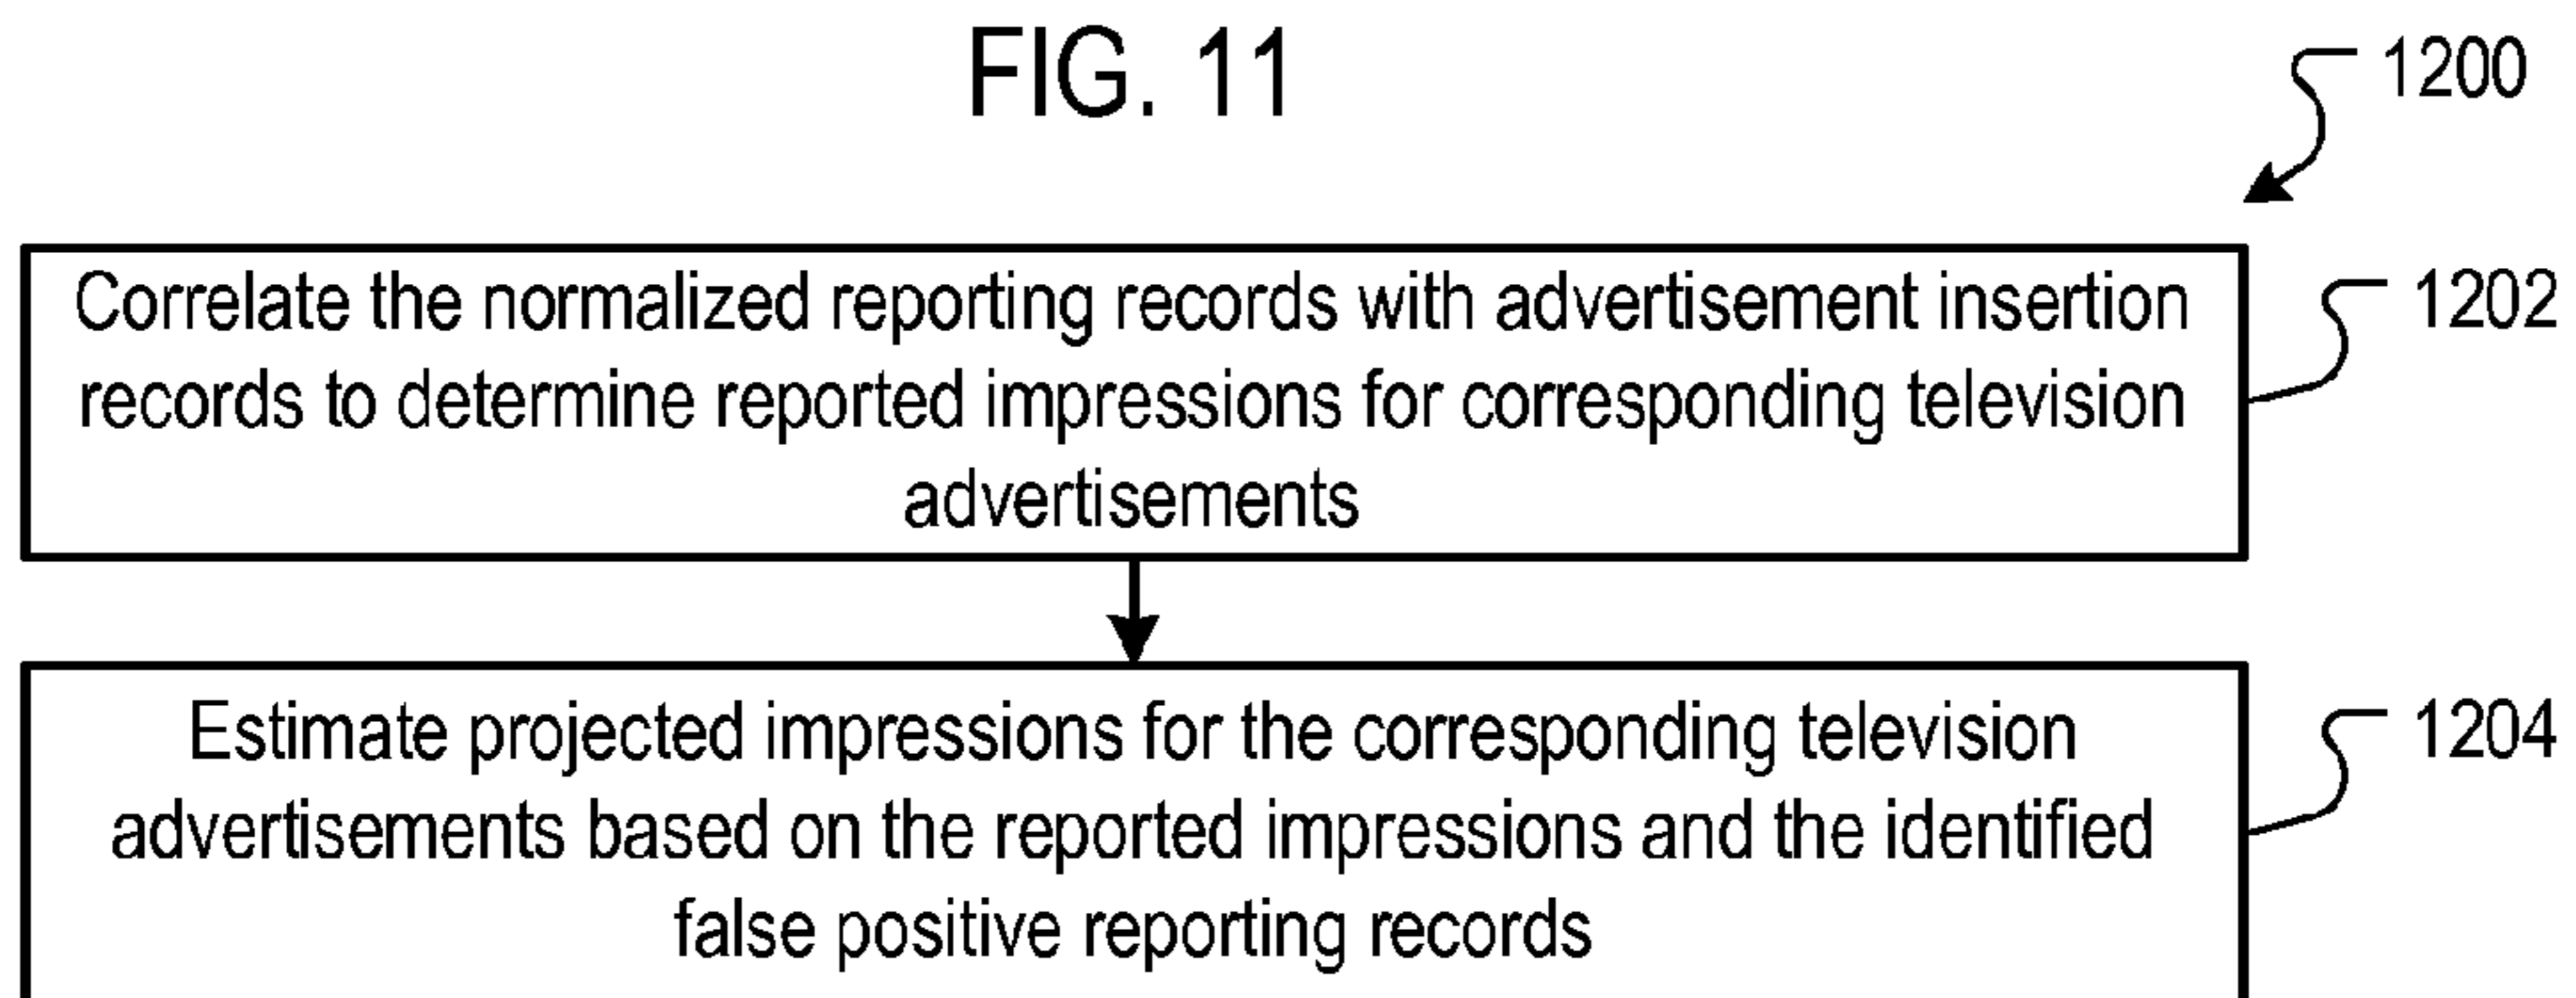 FIG. 11
1200
Correlate the normalized reporting records with advertisement insertion
records to determine reported impressions for corresponding television
advertisements
1202
Estimate projected impressions for the corresponding television
advertisements based on the reported impressions and the identified
false positive reporting records
1204